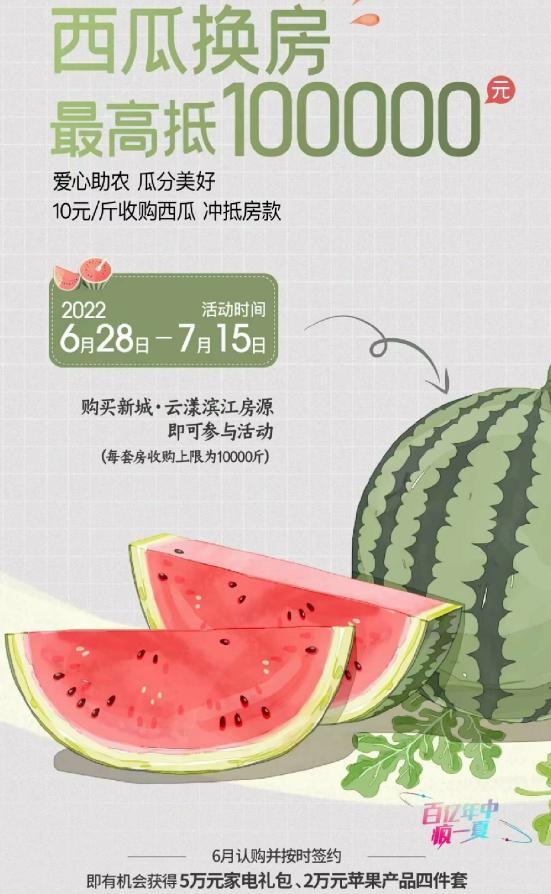 西瓜换房
最高抵100000元
爱心助农 瓜分美好
10元/斤收购西瓜 冲抵房款
2022 活动时间
6月28日－7月15日
购买新城·云漾滨江房源
即可参与活动
(每套房收购上限为10000斤)
百亿年中
疯一夏
6月认购并按时签约
即有机会获得5万元家电礼包、2万元苹果产品四件套